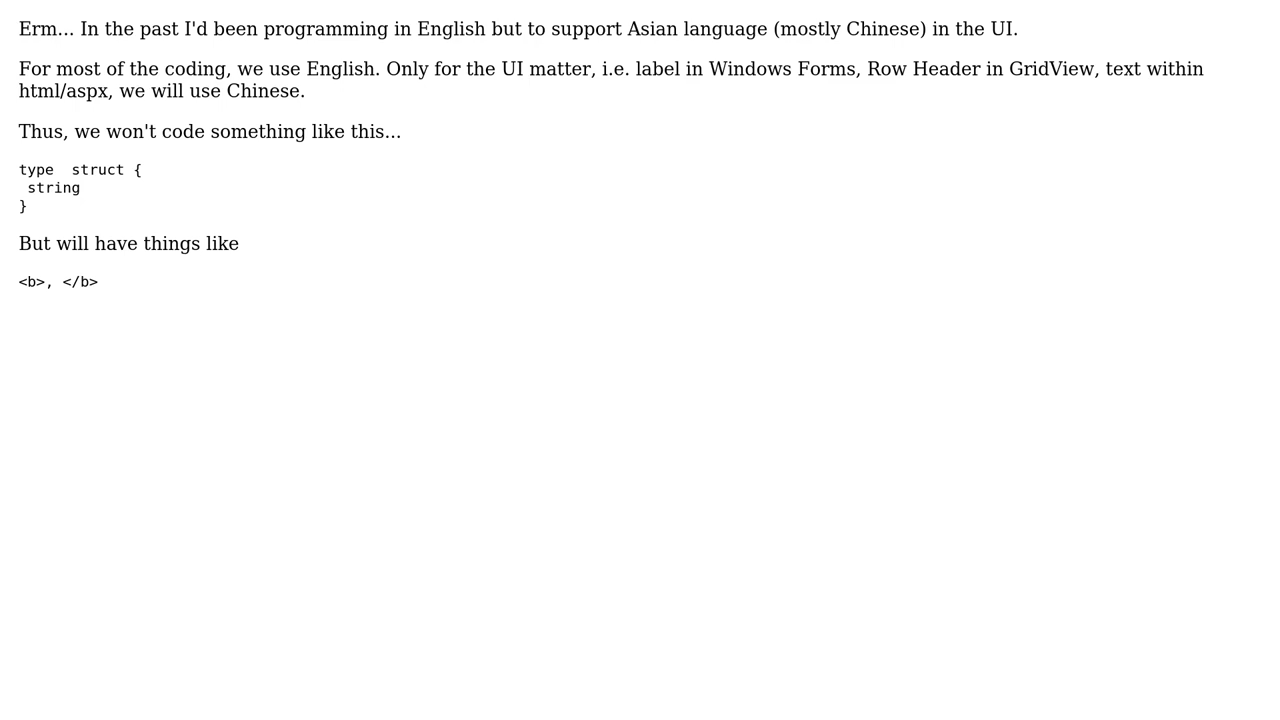 Erm... In the past I'd been programming in English but to support Asian language (mostly Chinese) in the UI.
For most of the coding, we use English. Only for the UI matter, i.e. label in Windows Forms, Row Header in GridView, text within
html/aspx, we will use Chinese.
Thus, we won't code something like this...
type  struct {
 string
}
But will have things like
<b>, </b>